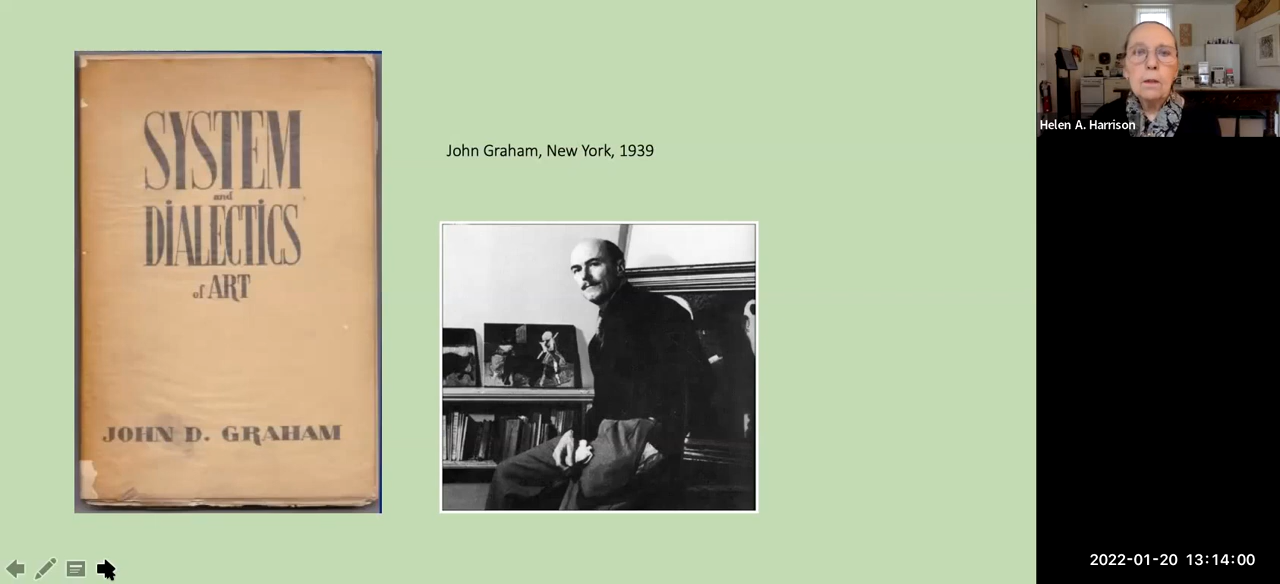 SYSTEM
and
DiALECTiCS
of ART
JOHN D. GRAHAM
John Graham, New York, 1939
Helen A. Harrison
2022-01-20 13:14:00